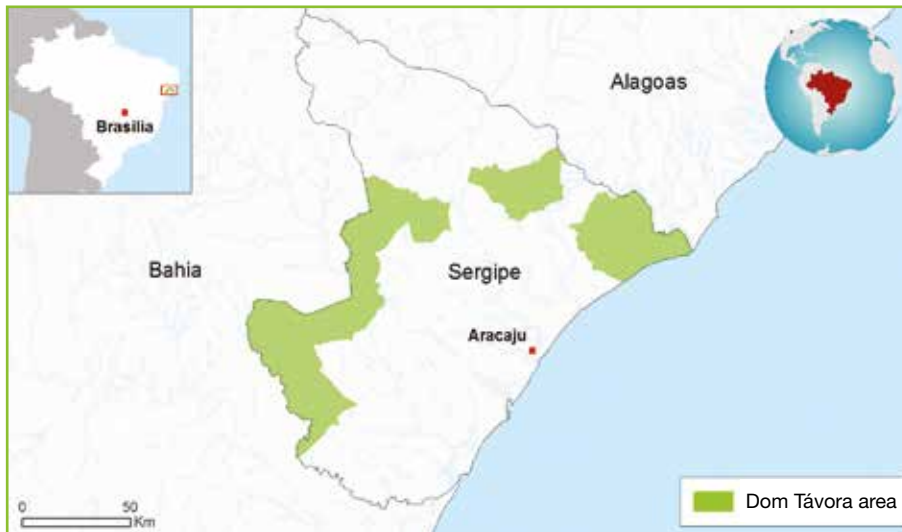 Brasilia
Alagoas
Bahia
Sergipe
Aracaju
0 50
Km
Dom Távora area